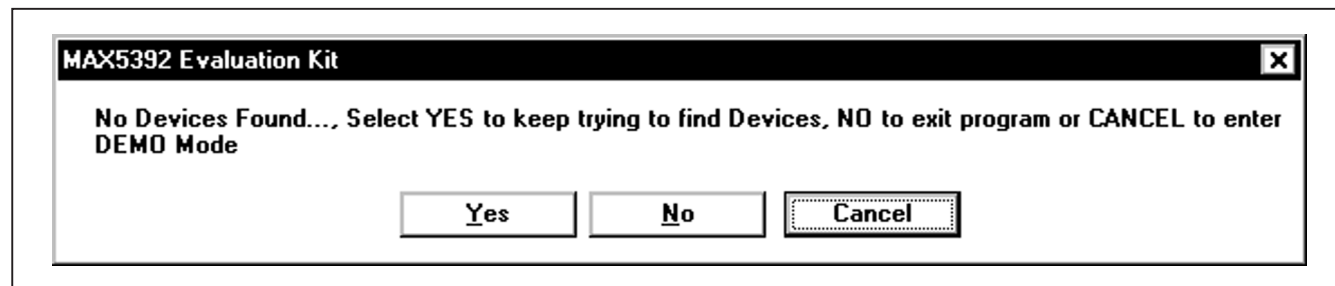 MAX5392 Evaluation Kit
No Devices Found..., Select YES to keep trying to find Devices, NO to exit program or CANCEL to enter
DEMO Mode
Yes
No
Cancel